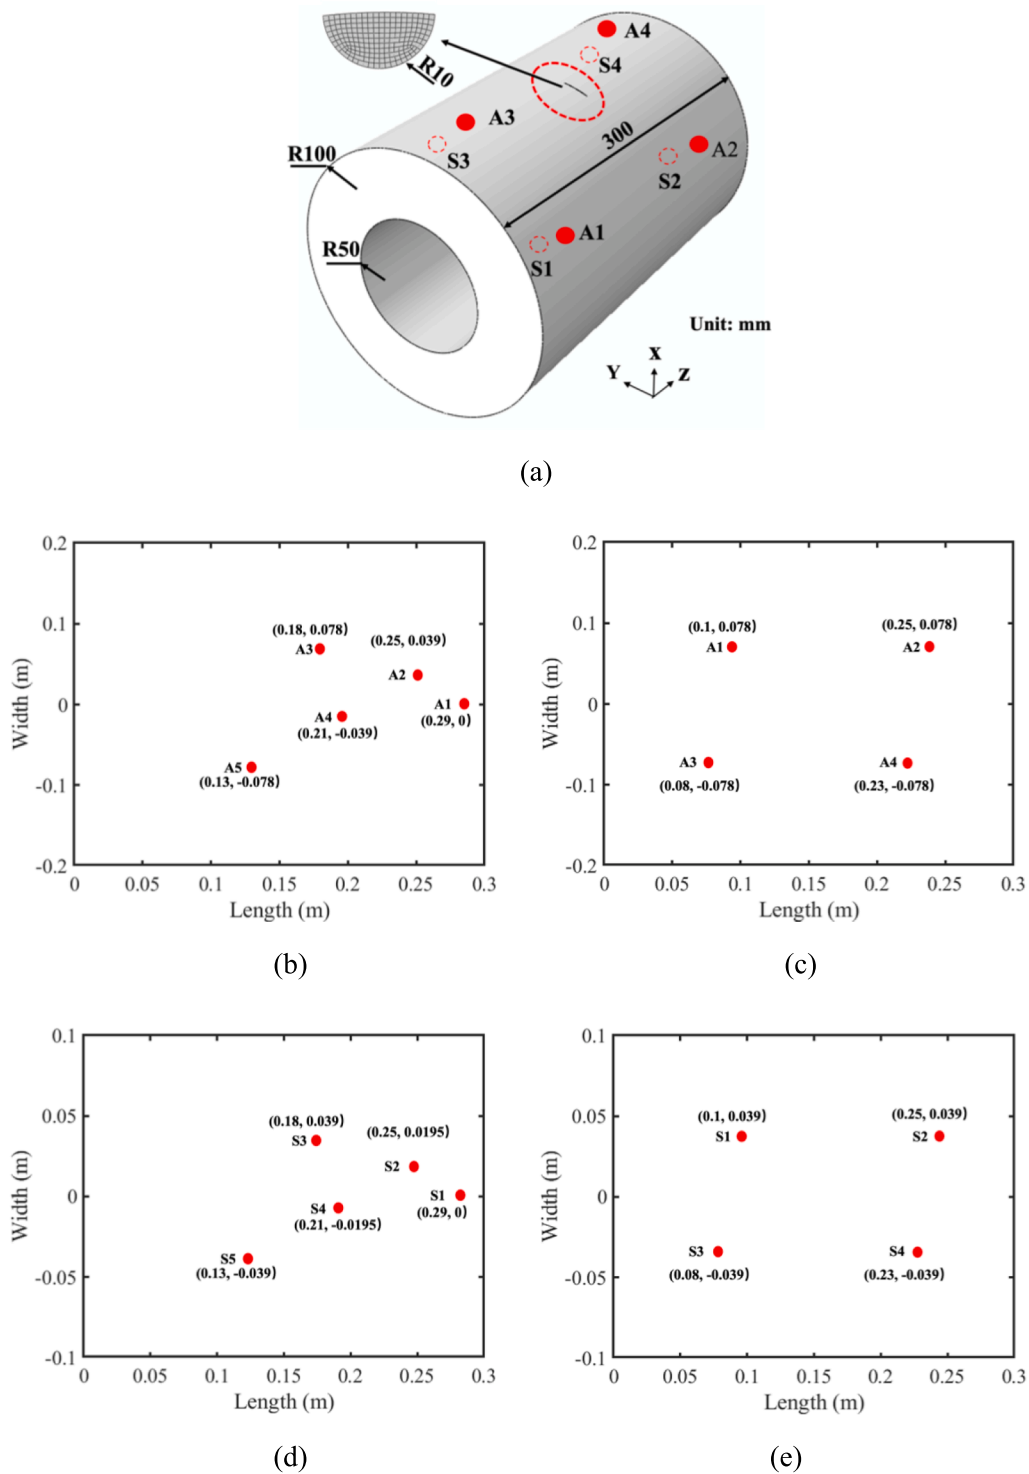 R10
A4
S4
A3
S3
300
R100
A2
S2
R50
A1
S1
Unit: mm
X
Y
Z
(a)
0.2
0.1
0
-0.1
-0.2
Width (m)
(0.18, 0.078)
A3
(0.25, 0.039)
A2
A1
(0.29, 0)
A4
(0.21, -0.039)
A5
(0.13, -0.078)
0 0.05 0.1 0.15 0.2 0.25 0.3
Length (m)
(b)
0.2
0.1
0
-0.1
-0.2
Width (m)
(0.1, 0.078)
A1
(0.25, 0.078)
A2
A3
(0.08, -0.078)
A4
(0.23, -0.078)
0 0.05 0.1 0.15 0.2 0.25 0.3
Length (m)
(c)
0.1
0.05
0
-0.05
-0.1
Width (m)
(0.18, 0.039)
S3
(0.25, 0.0195)
S2
S1
(0.29, 0)
S4
(0.21, -0.0195)
S5
(0.13, -0.039)
0 0.05 0.1 0.15 0.2 0.25 0.3
Length (m)
(d)
0.1
0.05
0
-0.05
-0.1
Width (m)
(0.1, 0.039)
S1
(0.25, 0.039)
S2
S3
(0.08, -0.039)
S4
(0.23, -0.039)
0 0.05 0.1 0.15 0.2 0.25 0.3
Length (m)
(e)